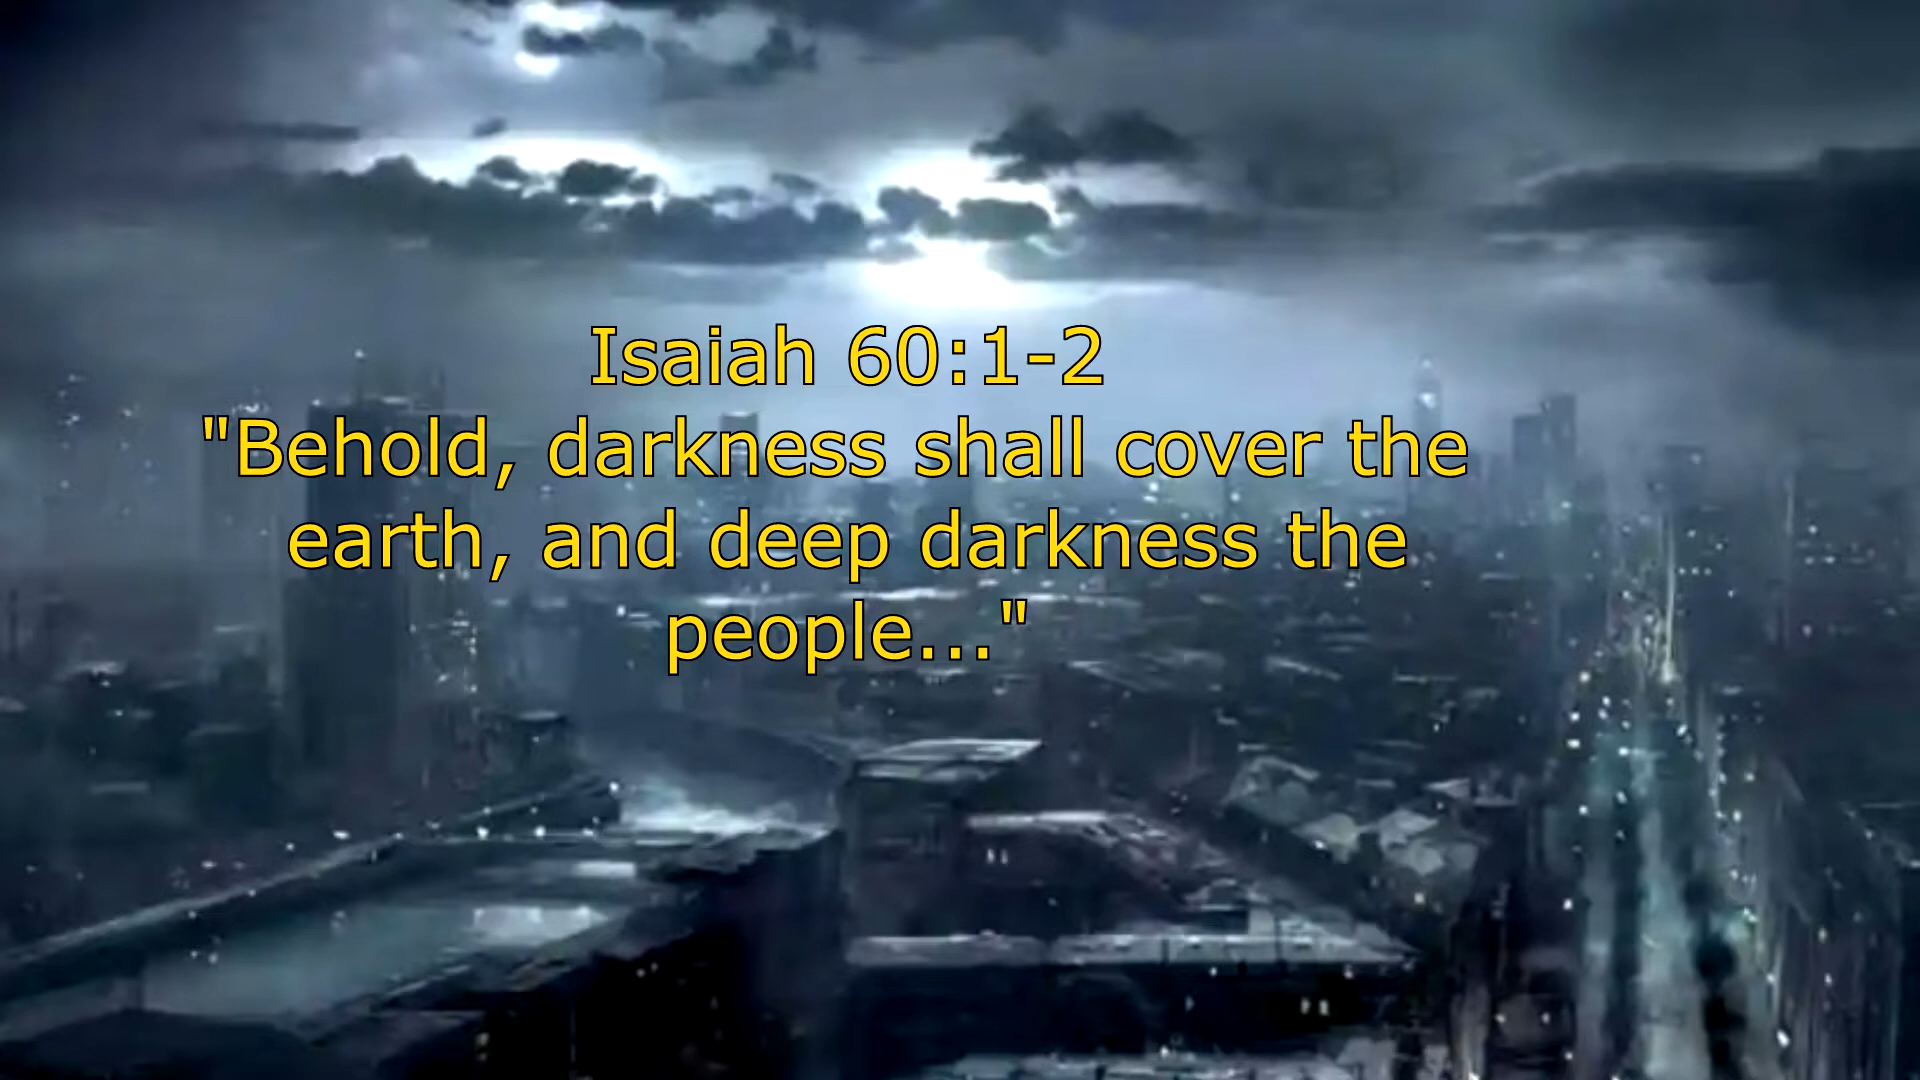 Isaiah 60:1-2
"Behold, darkness shall cover the
earth, and deep darkness the
people..."